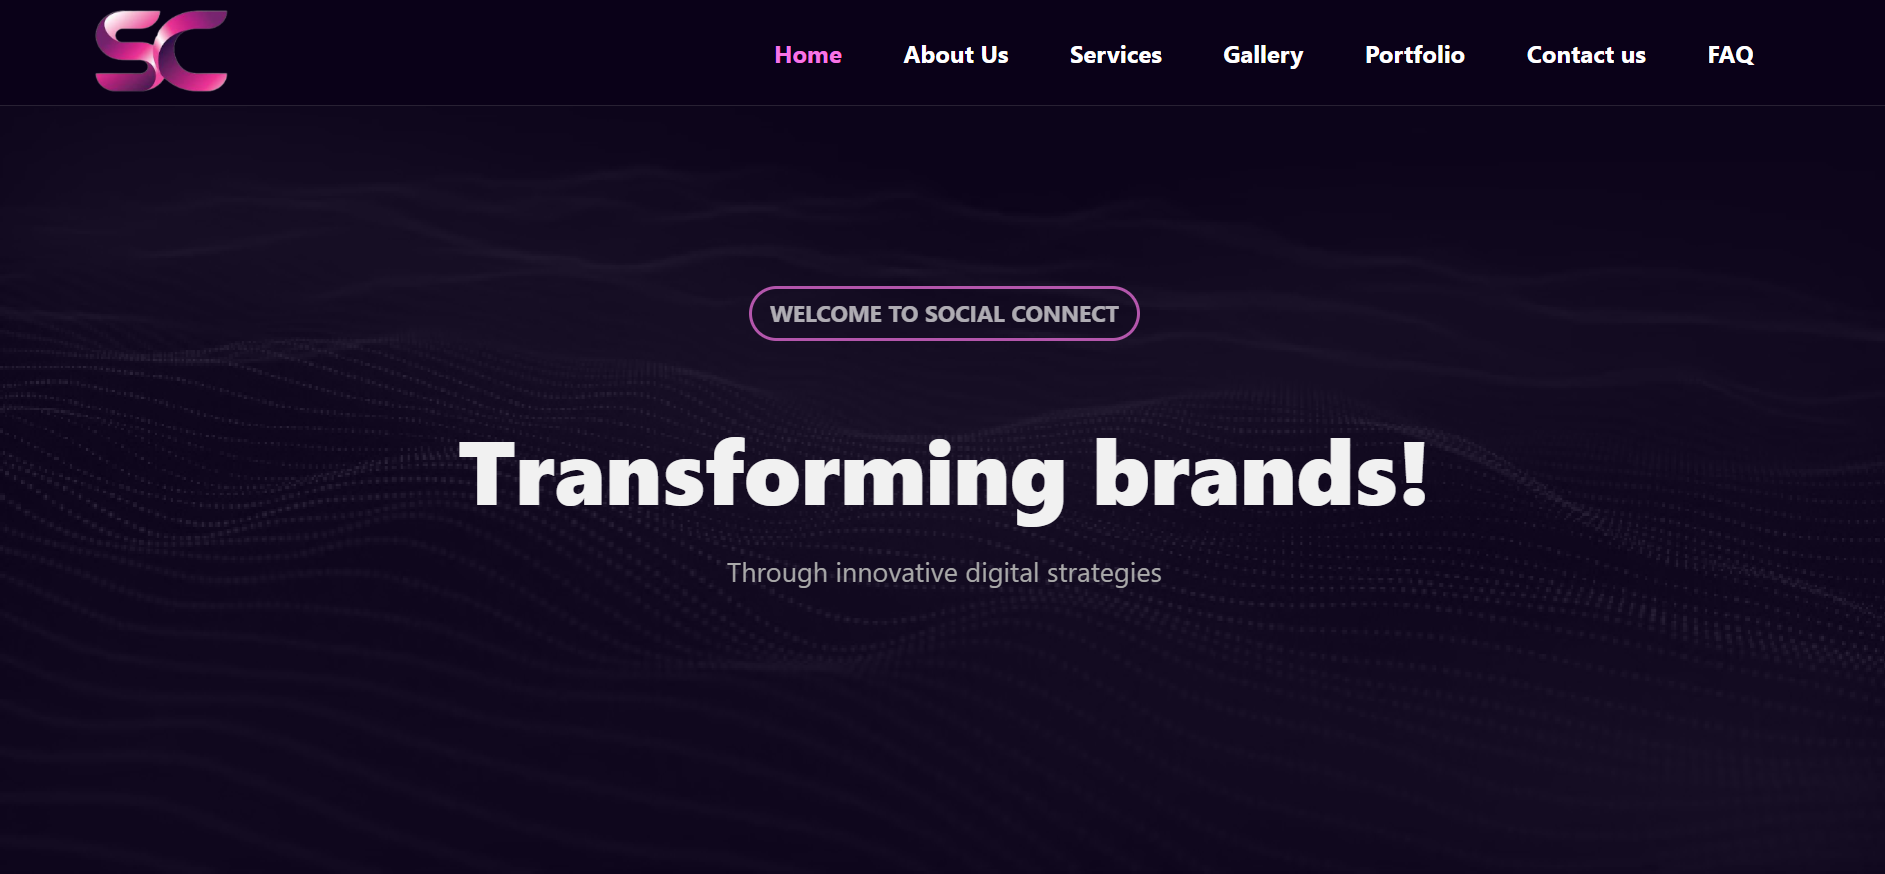 SC
Home About Us Services Gallery Portfolio Contact us FAQ
WELCOME TO SOCIAL CONNECT
Transforming brands!
Through innovative digital strategies